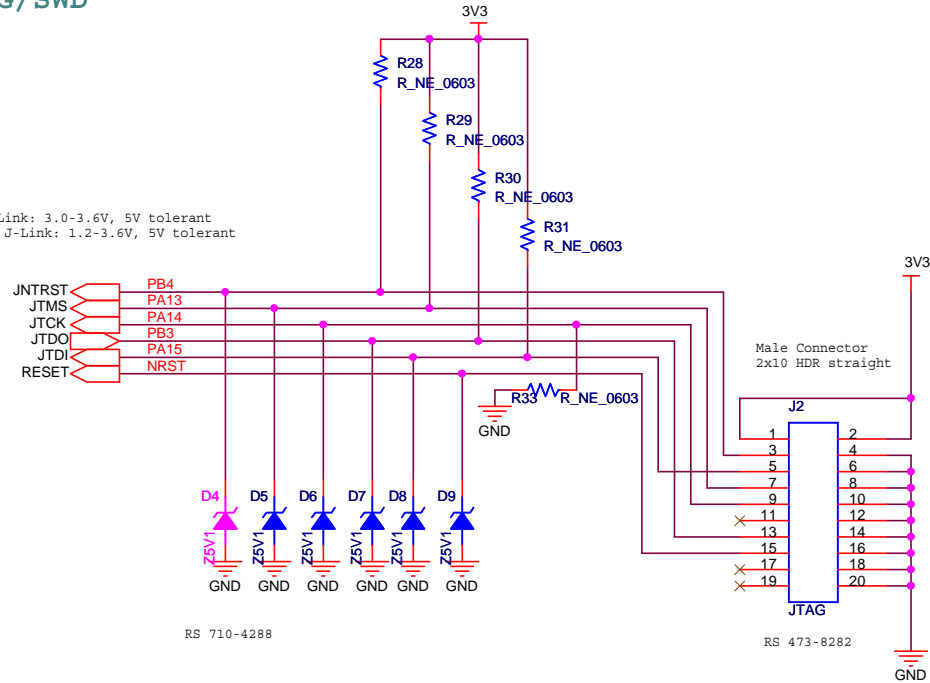 G/SWD
3V3
R28
R_NE_0603
R29
R_NE_0603
R30
R_NE_0603
R31
R_NE_0603
Link: 3.0-3.6V, 5V tolerant
J-Link: 1.2-3.6V, 5V tolerant
3V3
JNTRST PB4
JTMS PA13
JTCK PA14
JTDO PB3
JTDI PA15
RESET NRST
Male Connector
2x10 HDR straight
R33 R_NE_0603
GND
J2
1 2
3 4
5 6
7 8
9 10
11 12
13 14
15 16
17 18
19 20
JTAG
D4 D5 D6 D7 D8 D9
Z5V1 Z5V1 Z5V1 Z5V1 Z5V1 Z5V1
GND GND GND GND GND GND
RS 710-4288
RS 473-8282
GND